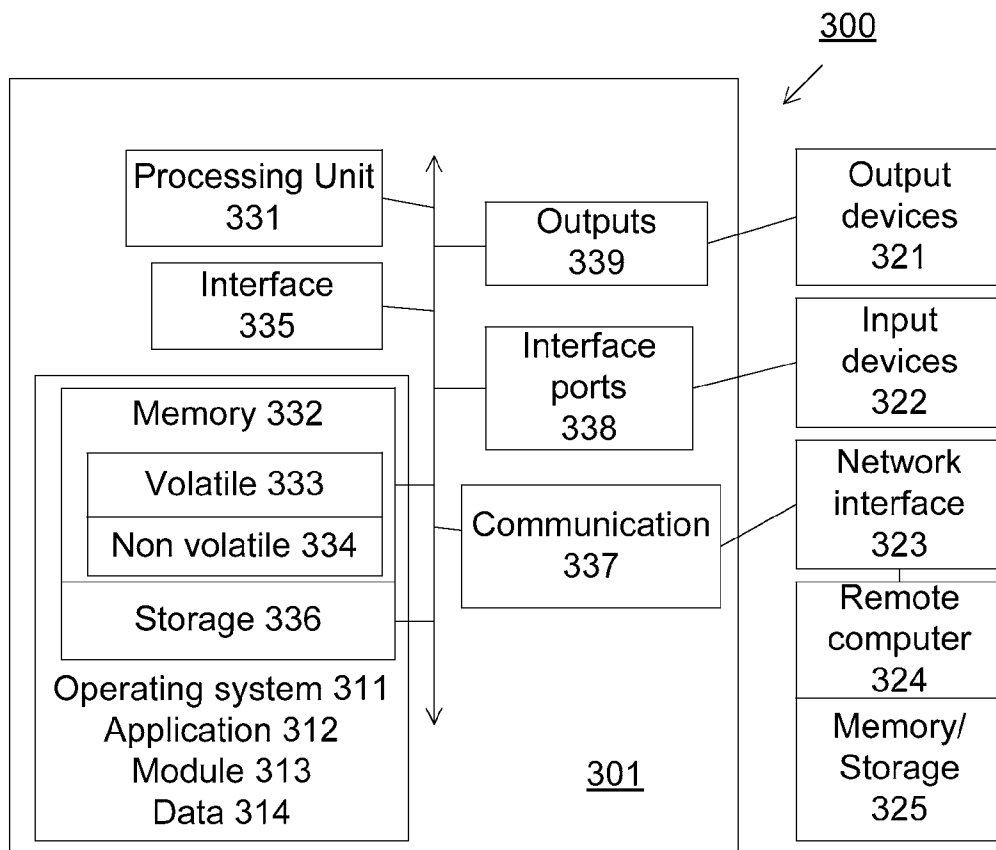 300
Processing Unit
331
Interface
335
Memory 332
Volatile 333
Non volatile 334
Storage 336
Operating system 311
Application 312
Module 313
Data 314
Outputs
339
Interface
ports
338
Communication
337
301
Output
devices
321
Input
devices
322
Network
interface
323
Remote
computer
324
Memory/
Storage
325